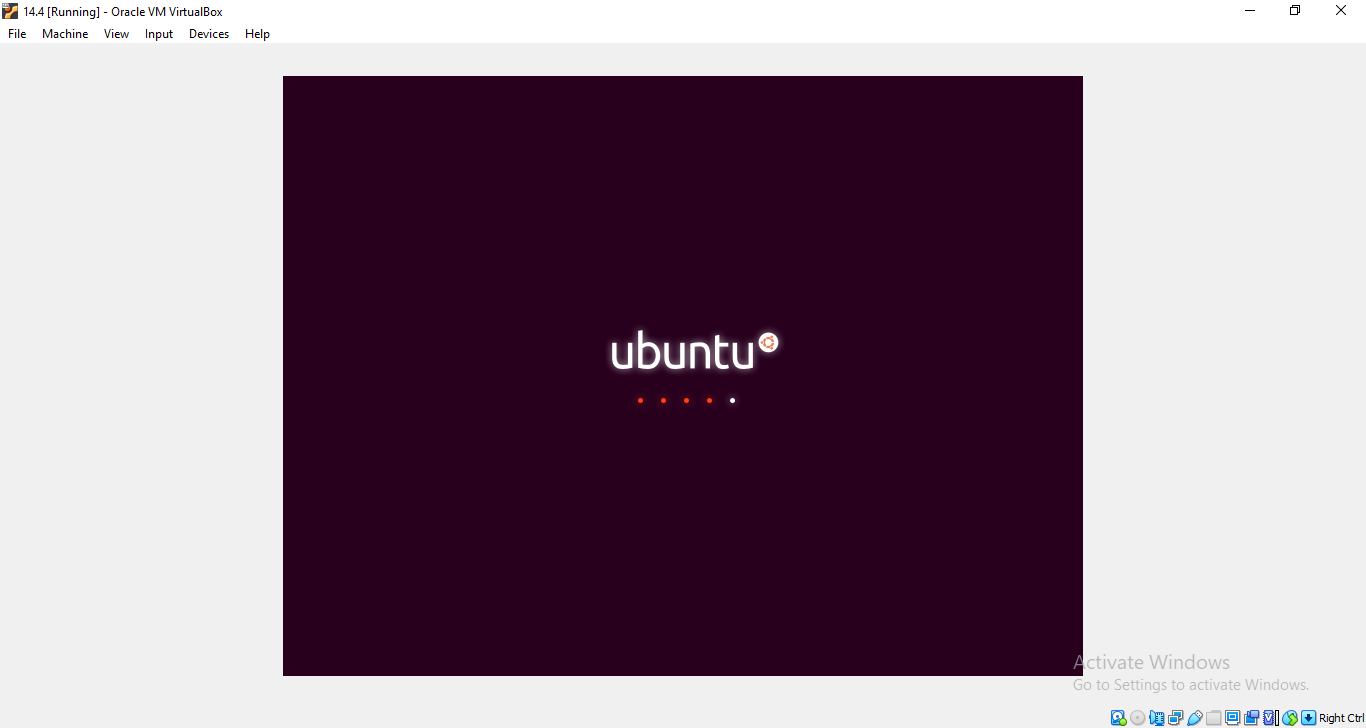 14.4 [Running] - Oracle VM VirtualBox
File Machine View Input Devices Help
ubuntu
Activate Windows
Go to Settings to activate Windows.
Right Ctrl